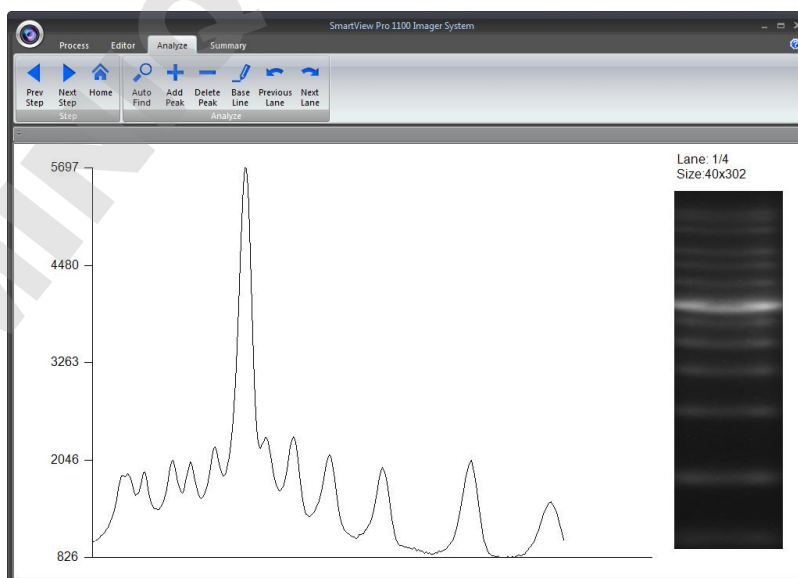 SmartView Pro 1100 Imager System
Process Editor Analyze Summary
Prev Step Next Step Home Auto Find Add Peak Delete Peak Base Line Previous Lane Next Lane
Step Analyze
Lane: 1/4
Size:40x302
5697
4480
3263
2046
826